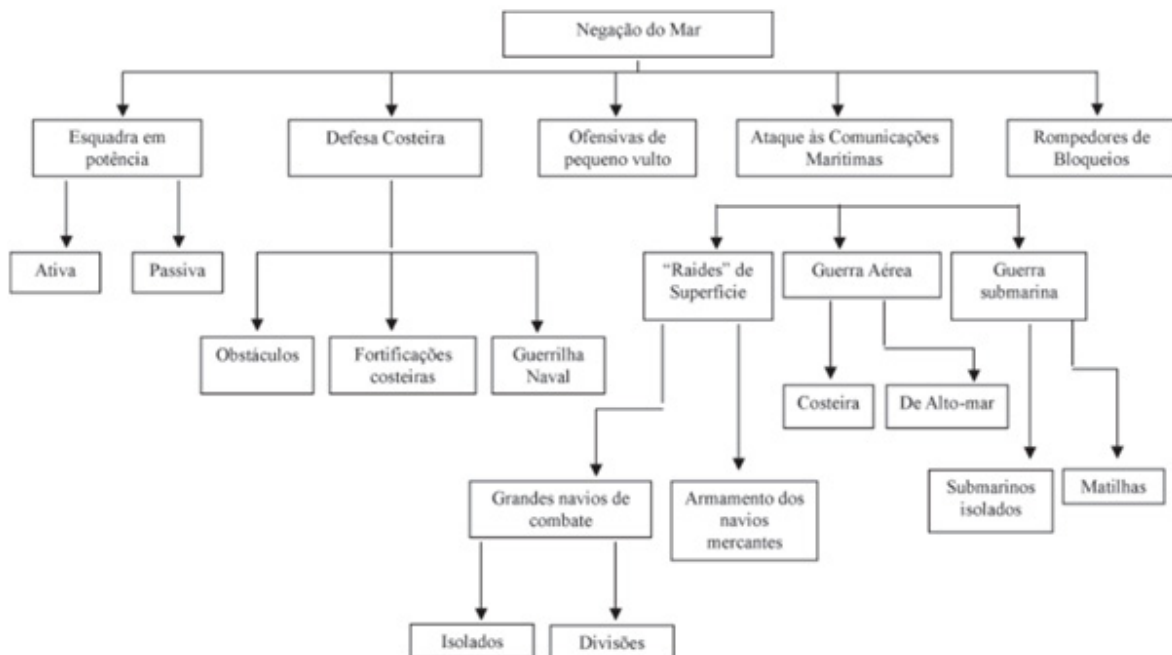 Negação do Mar
Esquadra em
potência
Defesa Costeira
Ofensivas de
pequeno vulto
Ataque às Comunicações
Marítimas
Rompedores de
Bloqueios
Ativa
Passiva
"Raides" de
Superfície
Guerra Aérea
Guerra
submarina
Obstáculos
Fortificações
costeiras
Guerrilha
Naval
Costeira
De Alto-mar
Grandes navios de
combate
Armamento dos
navios
mercantes
Submarinos
isolados
Matilhas
Isolados
Divisões